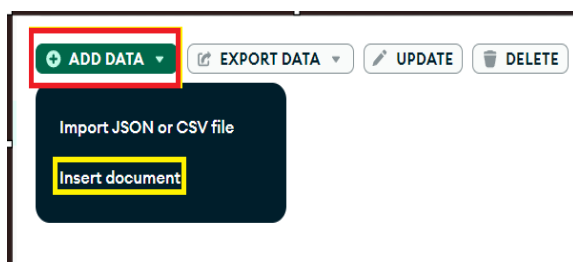 ADD DATA EXPORT DATA UPDATE DELETE
Import JSON or CSV file
Insert document